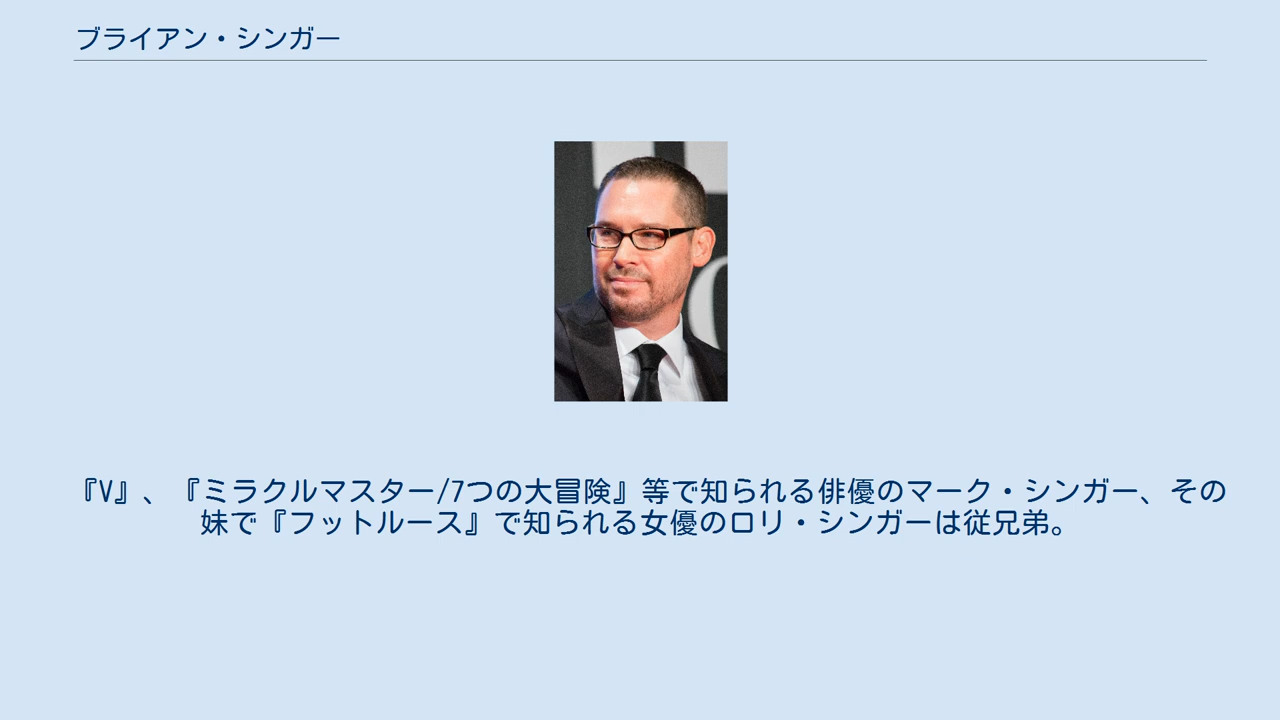 ブライアン・シンガー
『V』、『ミラクルマスター/7つの大冒険』等で知られる俳優のマーク・シンガー、その
妹で『フットルース』で知られる女優のロリ・シンガーは従兄弟。